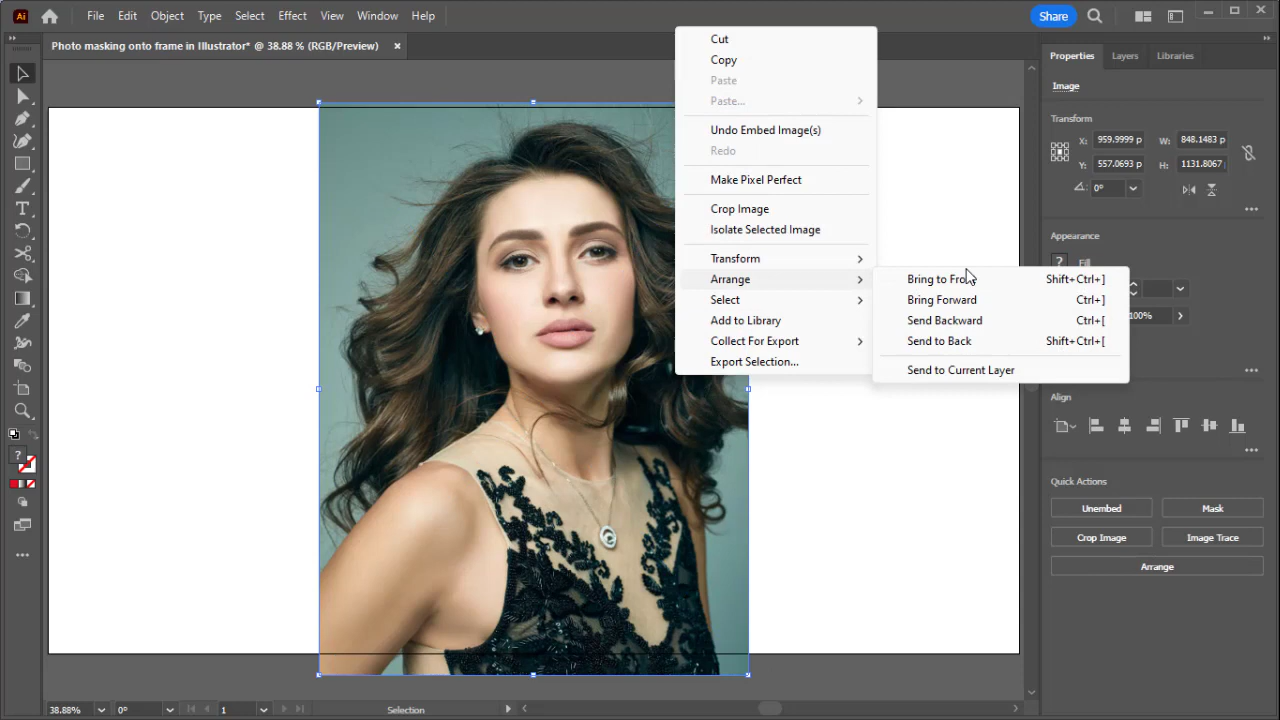 Ai File Edit Object Type Select Effect View Window Help Share
Photo masking onto frame in Illustrator* @ 38.88 % (RGB/Preview) ×
Cut
Copy
Paste
Paste...
Undo Embed Image(s)
Redo
Make Pixel Perfect
Crop Image
Isolate Selected Image
Transform
Arrange
Select
Add to Library
Collect For Export
Export Selection...
Bring to Front Shift+Ctrl+]
Bring Forward Ctrl+]
Send Backward Ctrl+[
Send to Back Shift+Ctrl+[
Send to Current Layer
Properties Layers Libraries
Image
Transform
X: 959.9999 p W: 848.1483 p
Y: 557.0693 p H: 1131.8067
0°
Appearance
? Fill
100%
Align
Quick Actions
Unembed Mask
Crop Image Image Trace
Arrange
?
38.88% 0° 1 Selection